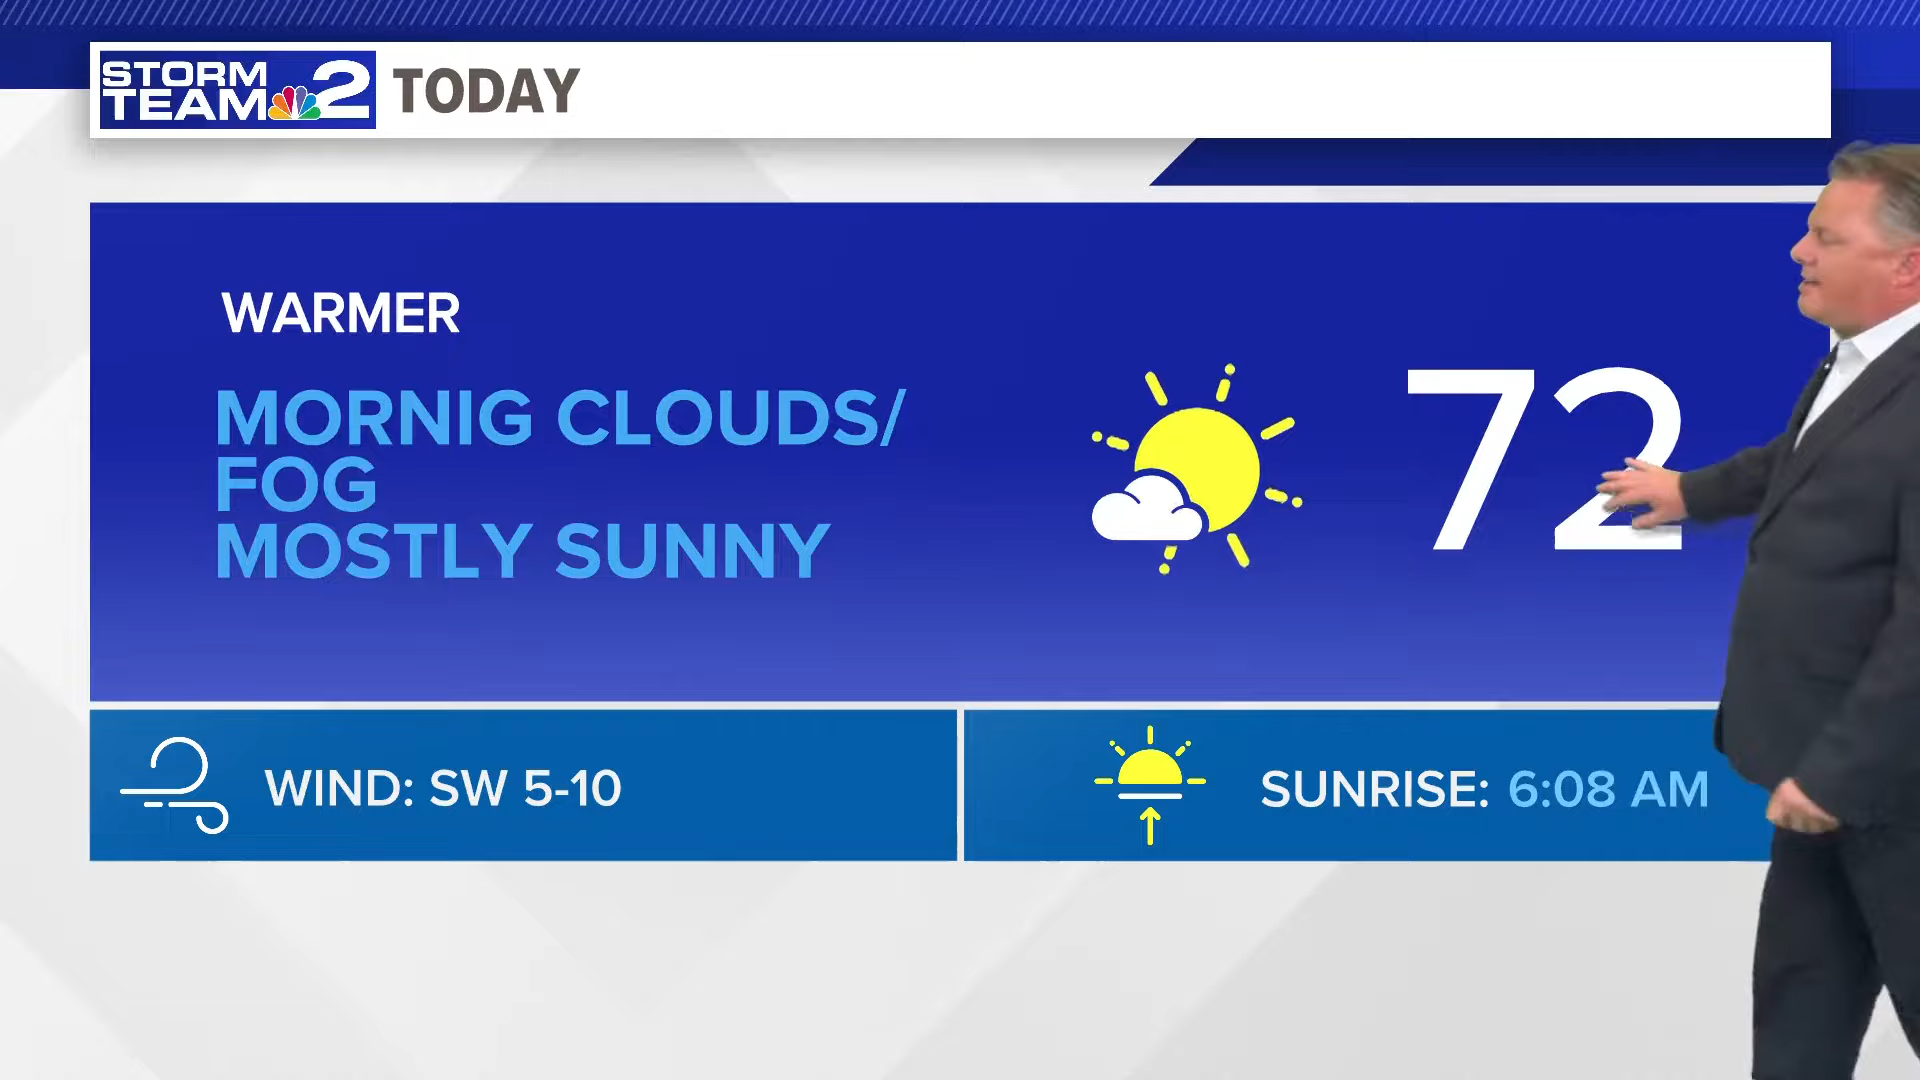 STORM
TEAM 2
TODAY
WARMER
MORNIG CLOUDS/
FOG
MOSTLY SUNNY
72
WIND: SW 5-10
SUNRISE: 6:08 AM